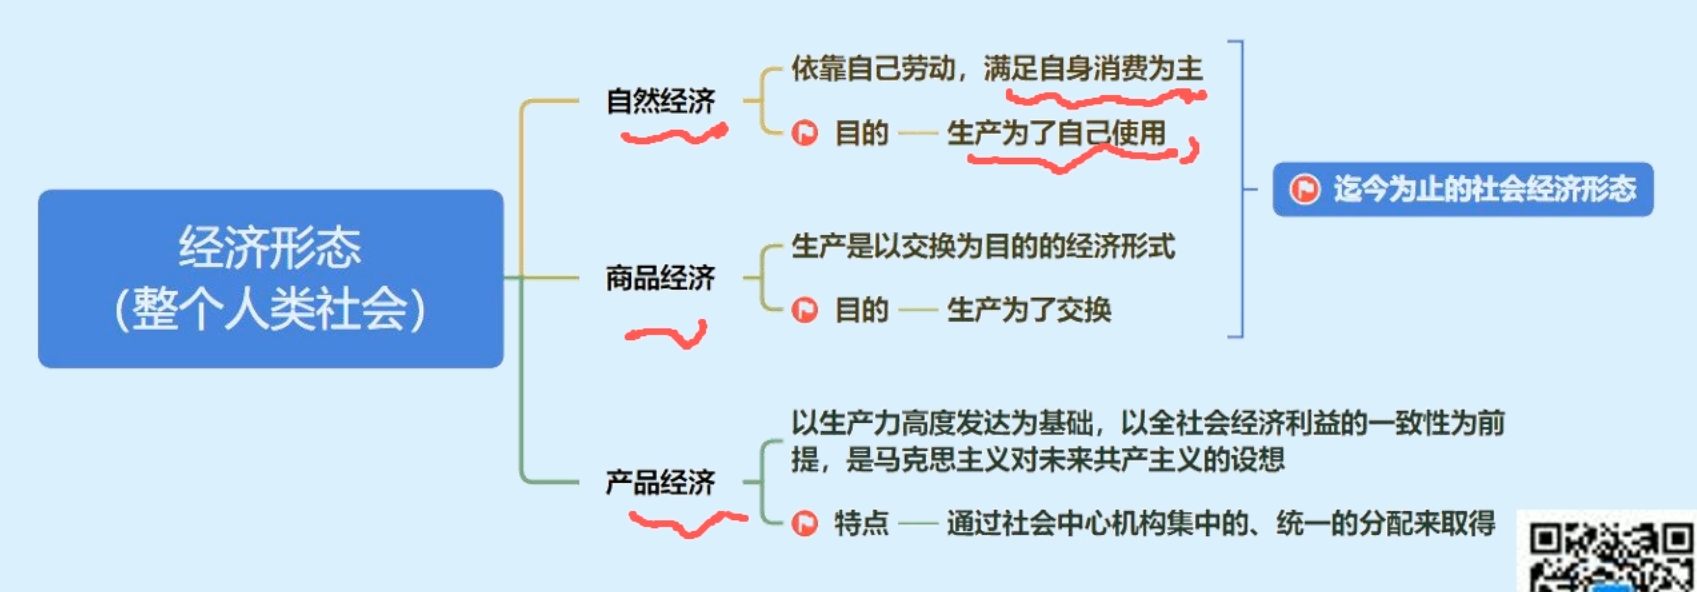 经济形态
（整个人类社会）
自然经济
依靠自己劳动，满足自身消费为主
目的
生产为了自己使用
商品经济
生产是以交换为目的的经济形式
目的
生产为了交换
迄今为止的社会经济形态
产品经济
以生产力高度发达为基础，以全社会经济利益的一致性为前
提，是马克思主义对未来共产主义的设想
特点
通过社会中心机构集中的、统一的分配来取得